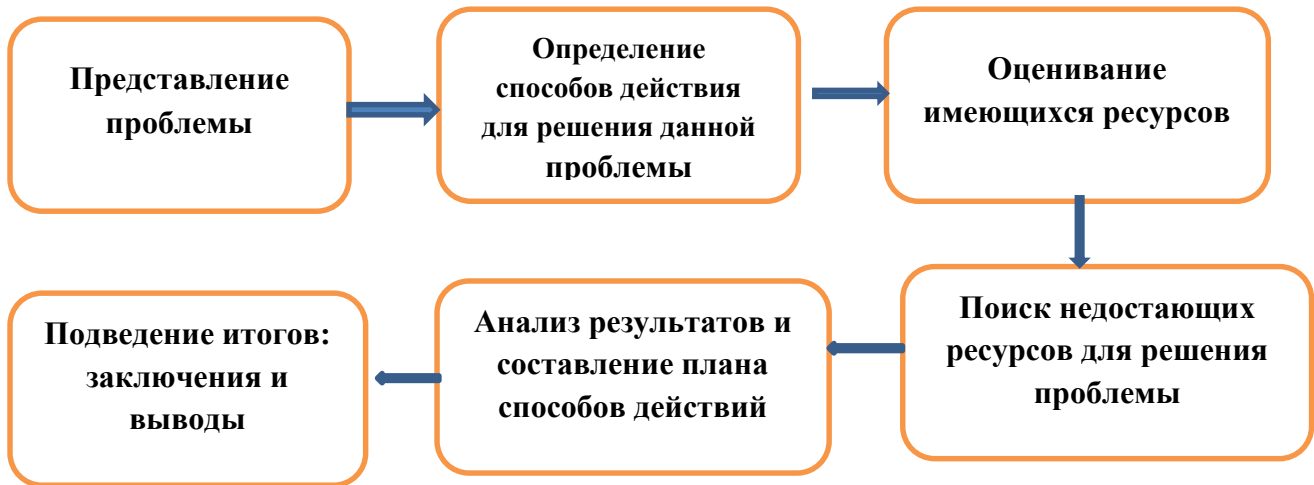 Представление
проблемы
Определение
способов действия
для решения данной
проблемы
Оценивание
имеющихся ресурсов
Поиск недостающих
ресурсов для решения
проблемы
Анализ результатов и
составление плана
способов действий
Подведение итогов:
заключения и
выводы